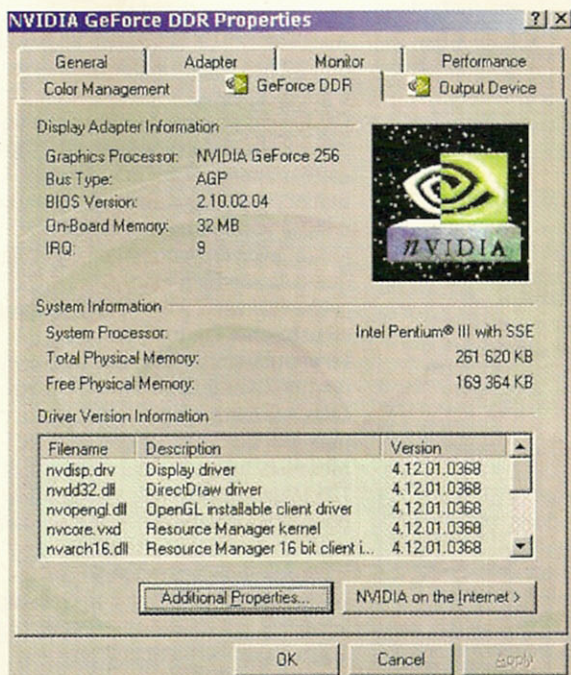 NVIDIA GeForce DDR Properties
General Adapter Monitor Performance
Color Management GeForce DDR Output Device
Display Adapter Information
Graphics Processor: NVIDIA GeForce 256
Bus Type: AGP
BIOS Version: 2.10.02.04
On-Board Memory: 32 MB
IRQ: 9
nVIDIA
System Information
System Processor: Intel Pentium® III with SSE
Total Physical Memory: 261 620 KB
Free Physical Memory: 169 364 KB
Driver Version Information
Filename Description Version
nvdisp.drv Display driver 4.12.01.0368
nvdd32.dll DirectDraw driver 4.12.01.0368
nvopengl.dll OpenGL installable client driver 4.12.01.0368
nvcore.vxd Resource Manager kernel 4.12.01.0368
nvarch16.dll Resource Manager 16 bit client i... 4.12.01.0368
Additional Properties... NVIDIA on the Internet >
OK Cancel Apply